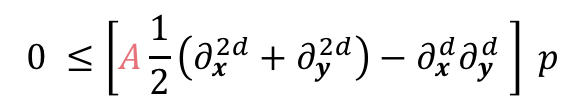 0 ≤ [A 1/2 (∂_x^{2d} + ∂_y^{2d}) − ∂_x^d ∂_y^d] p